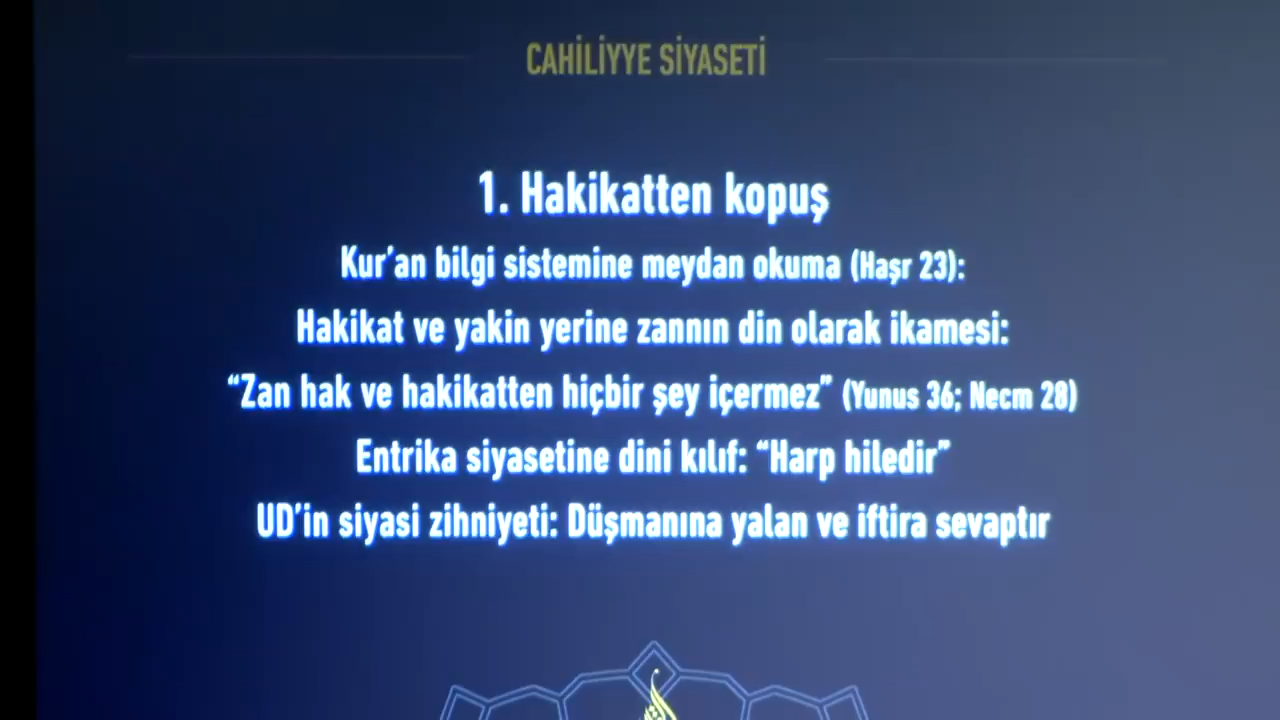 CAHİLİYYE SİYASETİ
1. Hakikatten kopuş
Kur'an bilgi sistemine meydan okuma (Haşr 23):
Hakikat ve yakin yerine zannın din olarak ikamesi:
“Zan hak ve hakikatten hiçbir şey içermez” (Yunus 36; Necm 28)
Entrika siyasetine dini kılıf: “Harp hiledir”
UD'in siyasi zihniyeti: Düşmanına yalan ve iftira sevaptır